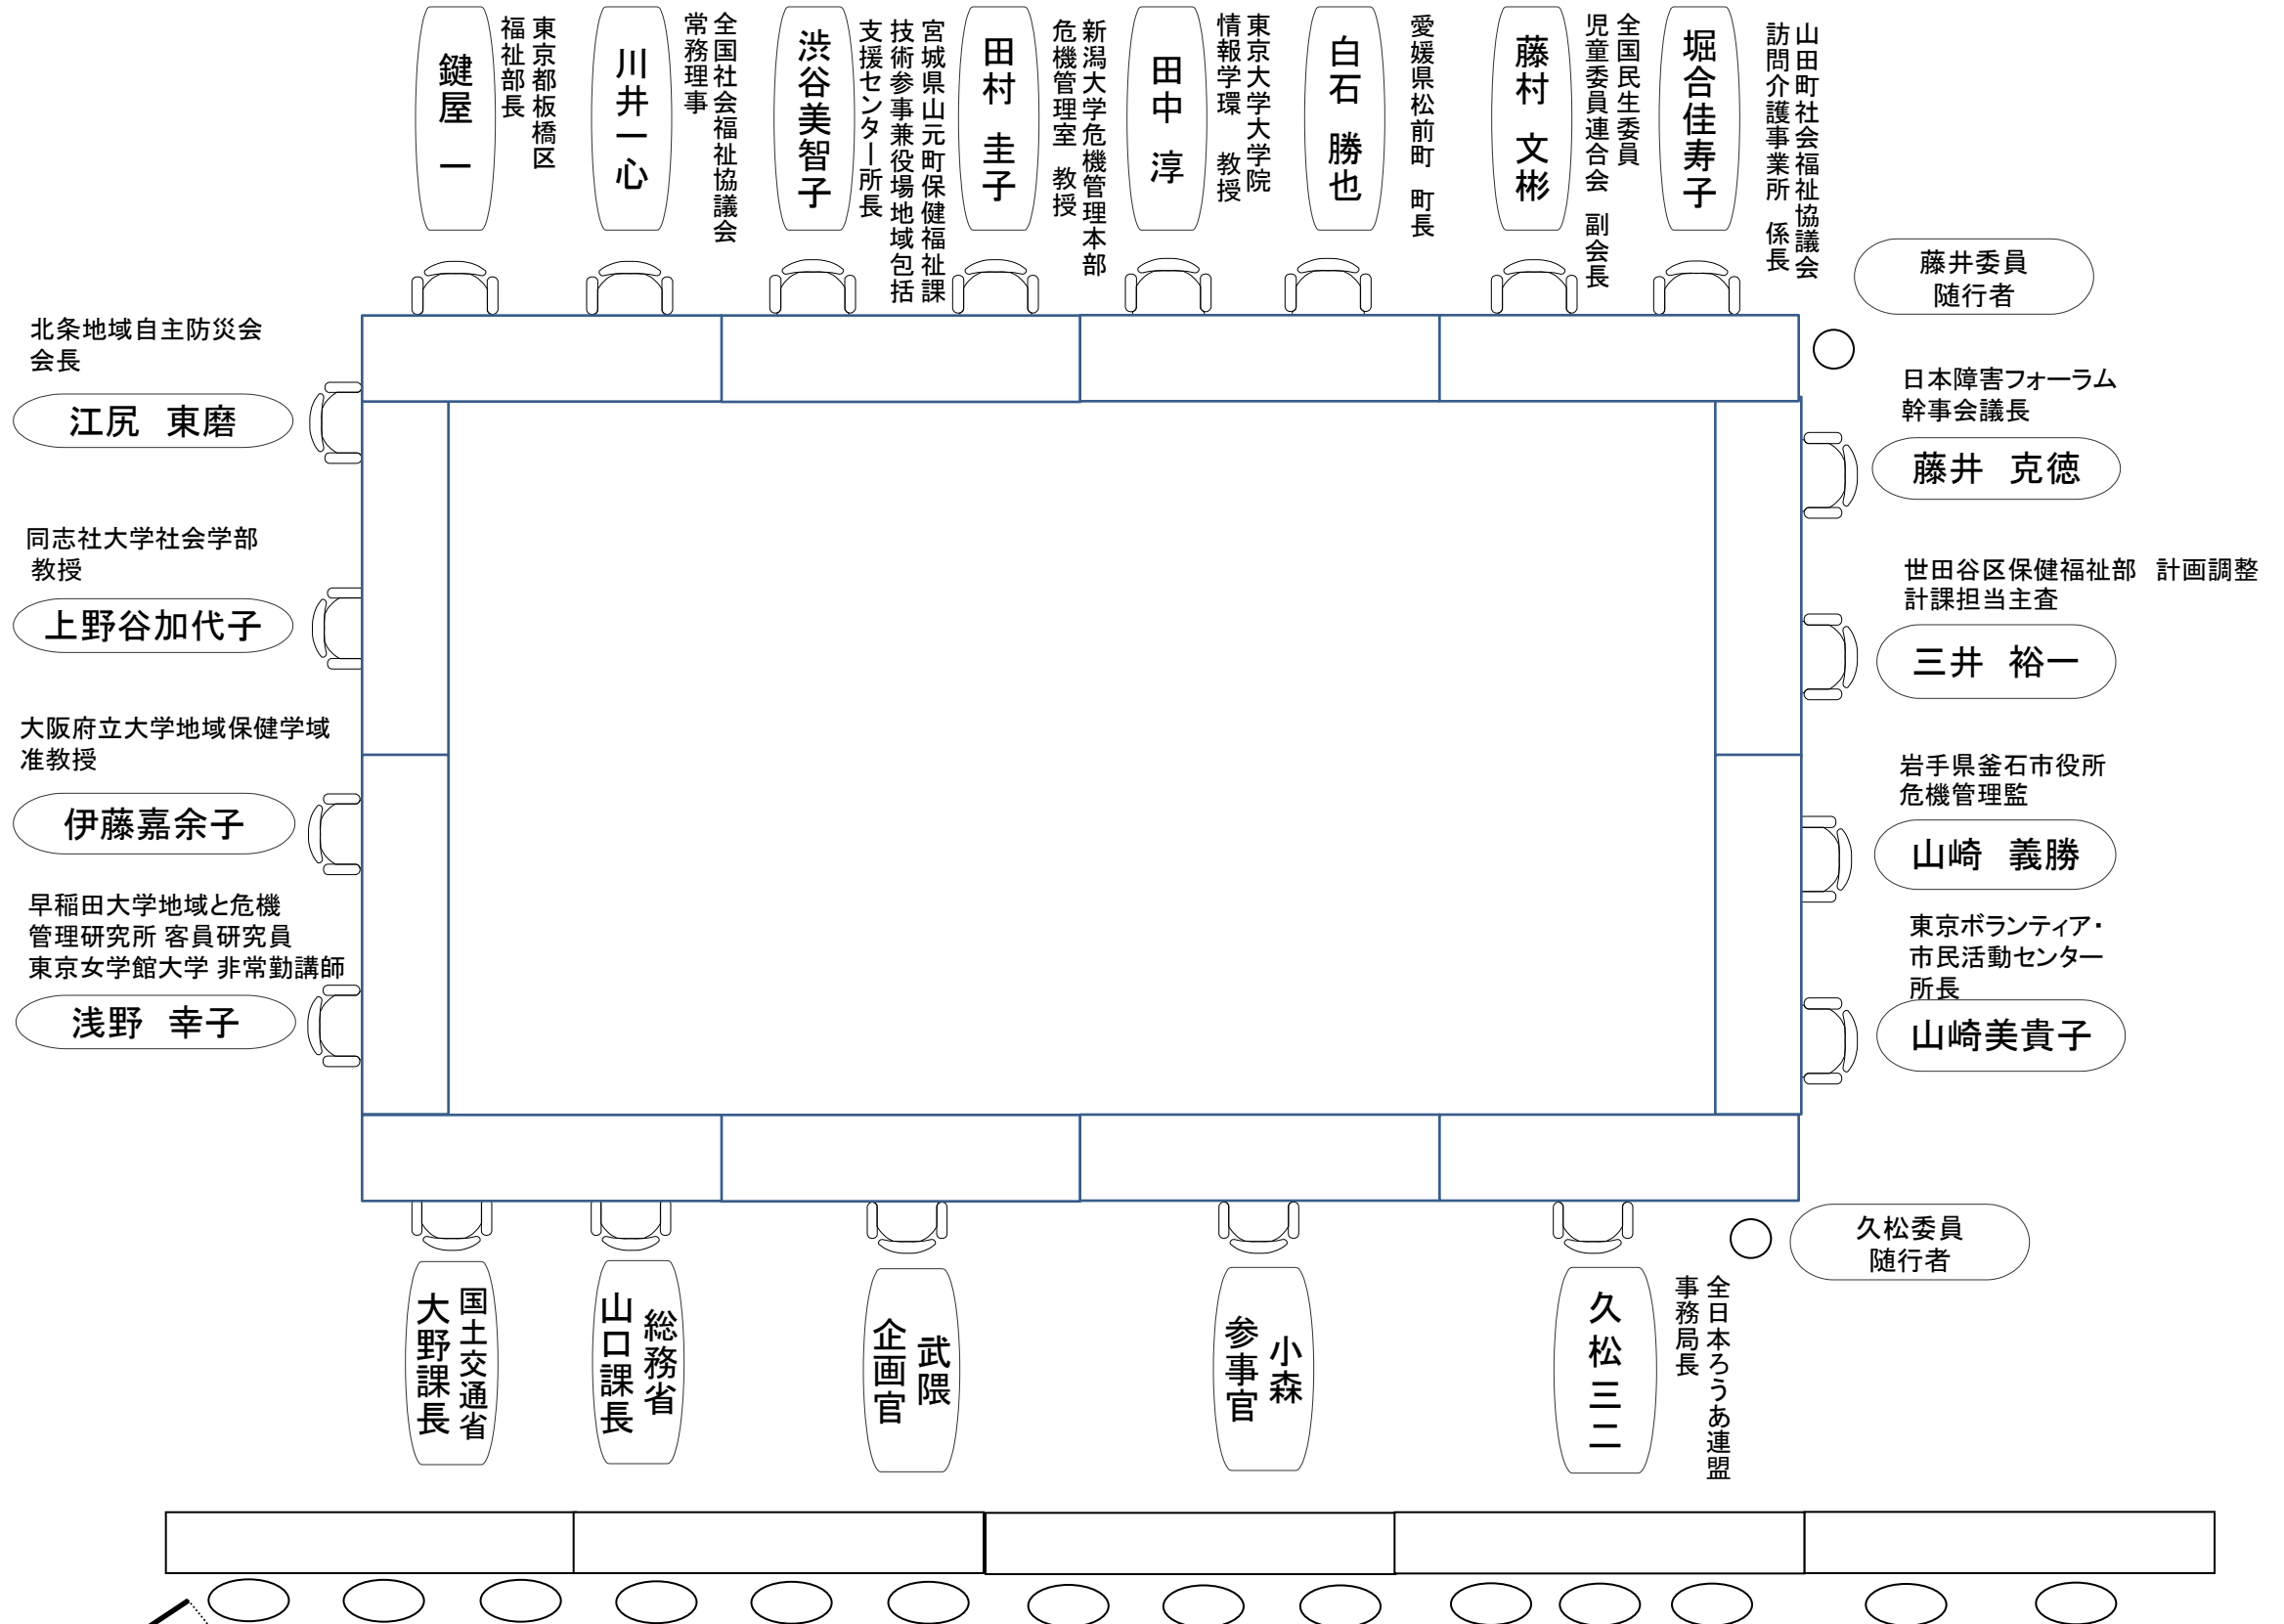 鍵屋 一
東京都板橋区
福祉部長
川井一心
全国社会福祉協議会
常務理事
渋谷美智子
宮城県山元町保健福祉課
技術参事兼役場地域包括
支援センター所長
田村 圭子
新潟大学危機管理本部
危機管理室 教授
田中 淳
東京大学大学院
情報学環 教授
白石 勝也
愛媛県松前町 町長
藤村 文彬
全国民生委員
児童委員連合会 副会長
堀合佳寿子
山田町社会福祉協議会
訪問介護事業所 係長
藤井委員
随行者
北条地域自主防災会
会長
江尻 東磨
同志社大学社会学部
教授
上野谷加代子
大阪府立大学地域保健学域
准教授
伊藤嘉余子
早稲田大学地域と危機
管理研究所 客員研究員
東京女学館大学 非常勤講師
浅野 幸子
日本障害フォーラム
幹事会議長
藤井 克徳
世田谷区保健福祉部 計画調整
計課担当主査
三井 裕一
岩手県釜石市役所
危機管理監
山崎 義勝
東京ボランティア・
市民活動センター
所長
山崎美貴子
国土交通省
大野課長
総務省
山口課長
武隈
企画官
小森
参事官
久松三二
全日本ろうあ連盟
事務局長
久松委員
随行者